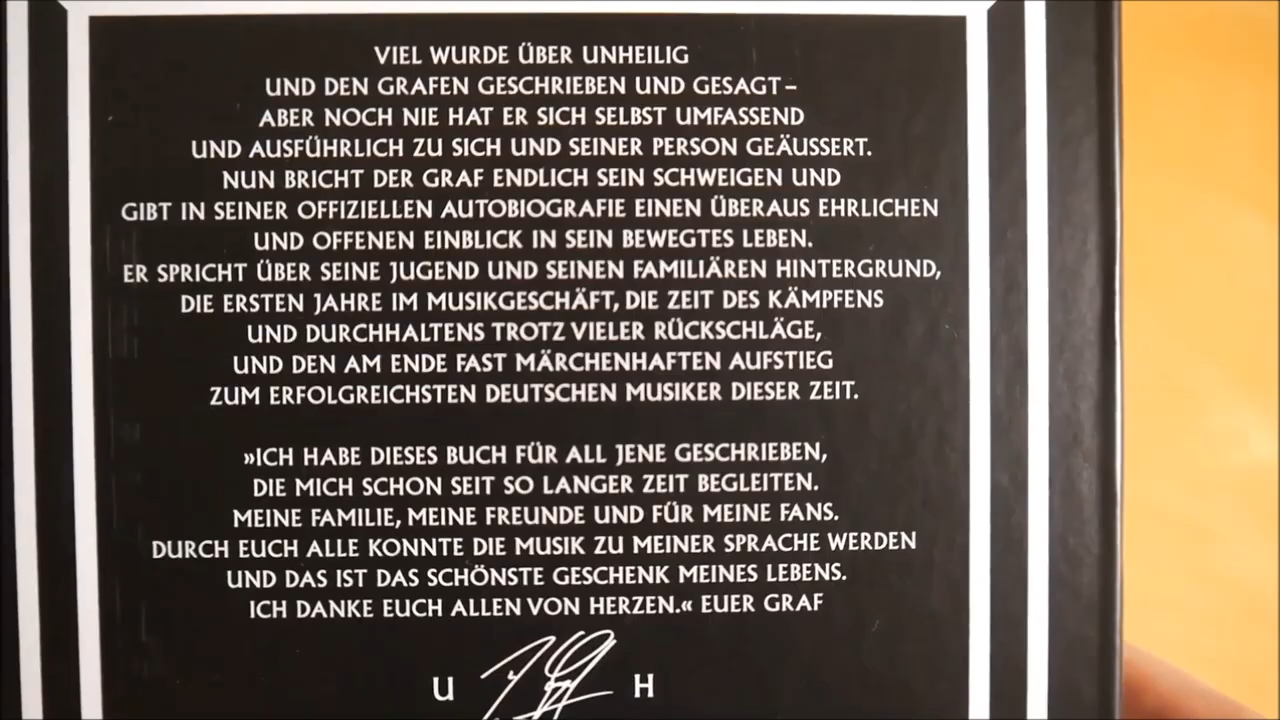 VIEL WURDE ÜBER UNHEILIG
UND DEN GRAFEN GESCHRIEBEN UND GESAGT –
ABER NOCH NIE HAT ER SICH SELBST UMFASSEND
UND AUSFÜHRLICH ZU SICH UND SEINER PERSON GEÄUSSERT.
NUN BRICHT DER GRAF ENDLICH SEIN SCHWEIGEN UND
GIBT IN SEINER OFFIZIELLEN AUTOBIOGRAFIE EINEN ÜBERAUS EHRLICHEN
UND OFFENEN EINBLICK IN SEIN BEWEGTES LEBEN.
ER SPRICHT ÜBER SEINE JUGEND UND SEINEN FAMILIÄREN HINTERGRUND,
DIE ERSTEN JAHRE IM MUSIKGESCHÄFT, DIE ZEIT DES KÄMPFENS
UND DURCHHALTENS TROTZ VIELER RÜCKSCHLÄGE,
UND DEN AM ENDE FAST MÄRCHENHAFTEN AUFSTIEG
ZUM ERFOLGREICHSTEN DEUTSCHEN MUSIKER DIESER ZEIT.
»ICH HABE DIESES BUCH FÜR ALL JENE GESCHRIEBEN,
DIE MICH SCHON SEIT SO LANGER ZEIT BEGLEITEN.
MEINE FAMILIE, MEINE FREUNDE UND FÜR MEINE FANS.
DURCH EUCH ALLE KONNTE DIE MUSIK ZU MEINER SPRACHE WERDEN
UND DAS IST DAS SCHÖNSTE GESCHENK MEINES LEBENS.
ICH DANKE EUCH ALLEN VON HERZEN.« EUER GRAF
U H